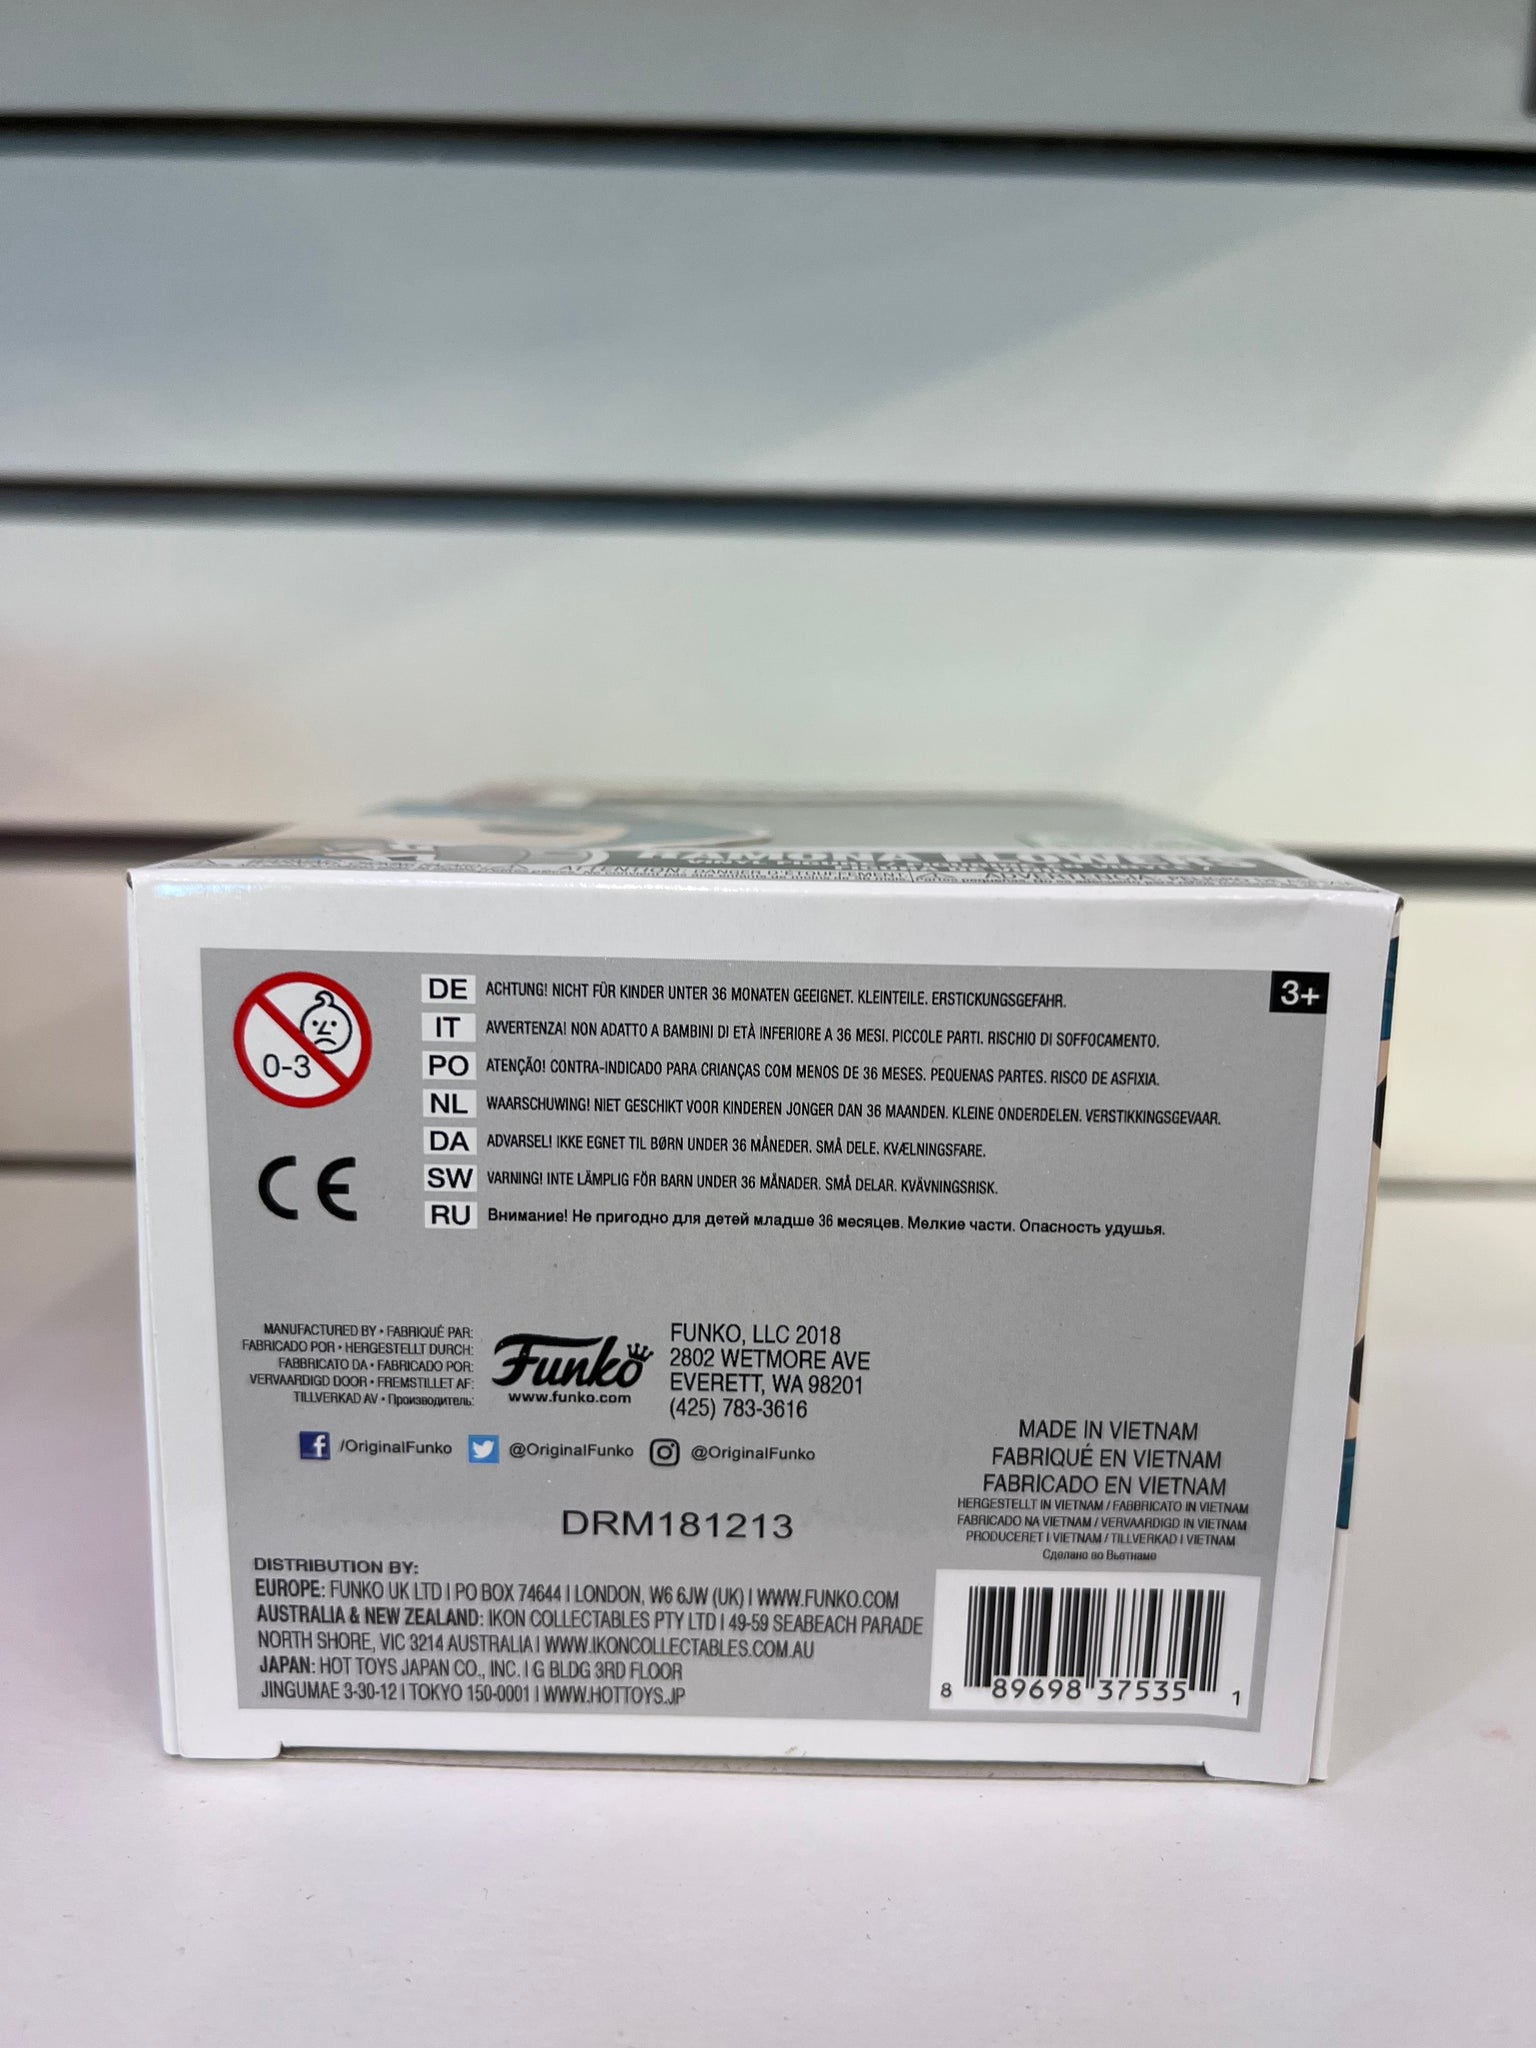 RAMONA FLOWERS
0-3
DE ACHTUNG! NICHT FÜR KINDER UNTER 36 MONATEN GEEIGNET. KLEINTEILE. ERSTICKUNGSGEFAHR.
3+
IT AVVERTENZA! NON ADATTO A BAMBINI DI ETÀ INFERIORE A 36 MESI. PICCOLE PARTI. RISCHIO DI SOFFOCAMENTO.
PO ATENÇÃO! CONTRA-INDICADO PARA CRIANÇAS COM MENOS DE 36 MESES. PEQUENAS PARTES. RISCO DE ASFIXIA.
NL WAARSCHUWING! NIET GESCHIKT VOOR KINDEREN JONGER DAN 36 MAANDEN. KLEINE ONDERDELEN. VERSTIKKINGSGEVAAR.
DA ADVARSEL! IKKE EGNET TIL BØRN UNDER 36 MÅNEDER. SMÅ DELE. KVÆLNINGSFARE.
SW VARNING! INTE LÄMPLIG FÖR BARN UNDER 36 MÅNADER. SMÅ DELAR. KVÄVNINGSRISK.
RU Внимание! Не пригодно для детей младше 36 месяцев. Мелкие части. Опасность удушья.
CE
MANUFACTURED BY • FABRIQUÉ PAR:
FABRICADO POR • HERGESTELLT DURCH:
FABBRICATO DA • FABRICADO POR:
VERVAARDIGD DOOR • FREMSTILLET AF:
TILLVERKAD AV • Производитель:
Funko
www.funko.com
FUNKO, LLC 2018
2802 WETMORE AVE
EVERETT, WA 98201
(425) 783-3616
/OriginalFunko @OriginalFunko @OriginalFunko
MADE IN VIETNAM
FABRIQUÉ EN VIETNAM
FABRICADO EN VIETNAM
HERGESTELLT IN VIETNAM / FABBRICATO IN VIETNAM
FABRICADO NA VIETNAM / VERVAARDIGD IN VIETNAM
PRODUCERET I VIETNAM / TILLVERKAD I VIETNAM
Сделано во Вьетнаме
DRM181213
DISTRIBUTION BY:
EUROPE: FUNKO UK LTD | PO BOX 74644 | LONDON, W6 6JW (UK) | WWW.FUNKO.COM
AUSTRALIA & NEW ZEALAND: IKON COLLECTABLES PTY LTD | 49-59 SEABEACH PARADE
NORTH SHORE, VIC 3214 AUSTRALIA | WWW.IKONCOLLECTABLES.COM.AU
JAPAN: HOT TOYS JAPAN CO., INC. | G BLDG 3RD FLOOR
JINGUMAE 3-30-12 | TOKYO 150-0001 | WWW.HOTTOYS.JP
8 89698 37535 1